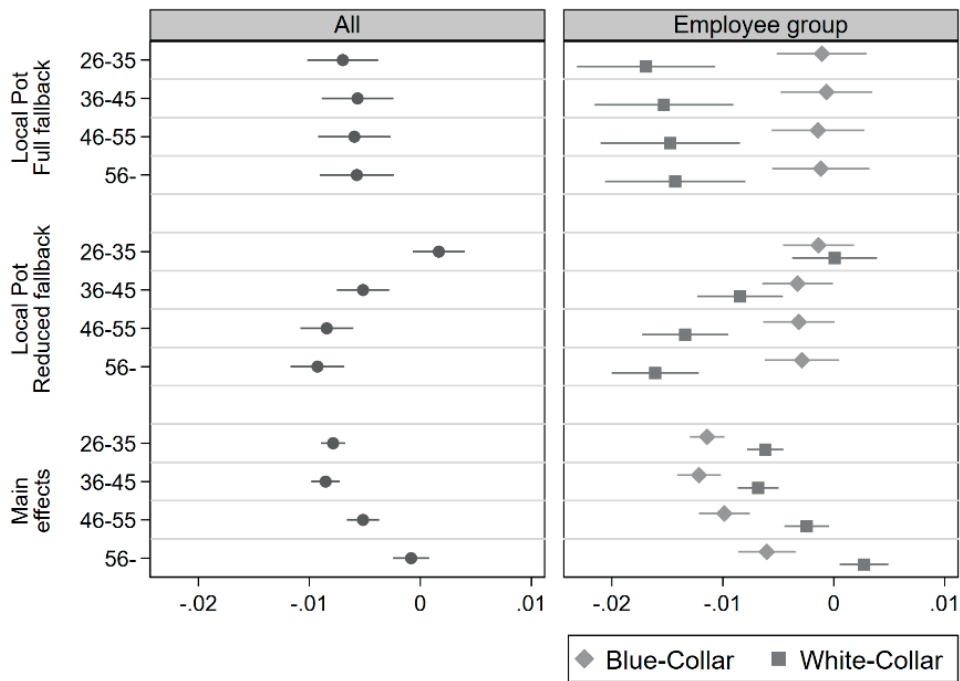 All
Employee group
Local Pot
Full fallback
26-35
36-45
46-55
56-
Local Pot
Reduced fallback
26-35
36-45
46-55
56-
Main
effects
26-35
36-45
46-55
56-
-.02 -.01 0 .01
-.02 -.01 0 .01
Blue-Collar White-Collar